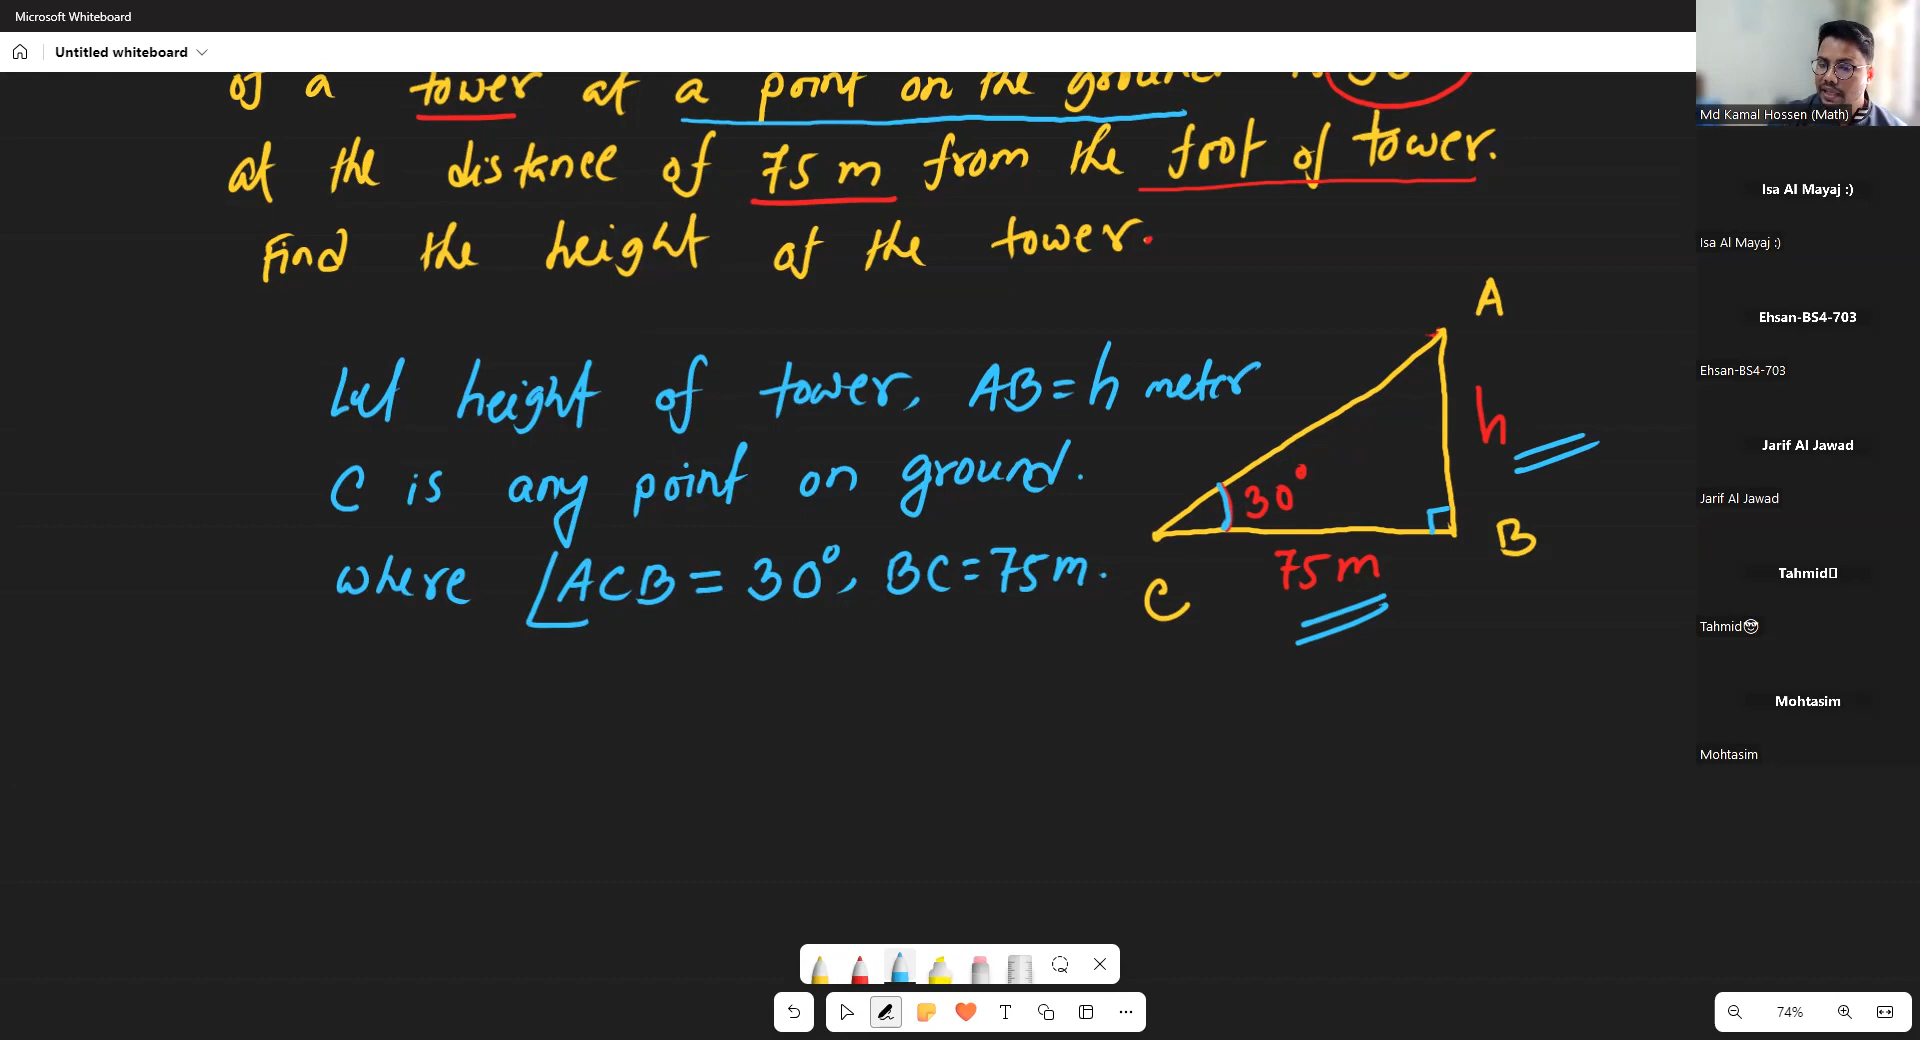 Microsoft Whiteboard
Untitled whiteboard
of a tower at a point on the ground is 30°
at the distance of 75 m from the foot of tower.
Find the height of the tower.
Let height of tower, AB = h meter
C is any point on ground.
where ∠ACB = 30°, BC = 75m.
A
h
30°
B
75 m
C
Md Kamal Hossen (Math)
Isa Al Mayaj :)
Isa Al Mayaj :)
Ehsan-BS4-703
Ehsan-BS4-703
Jarif Al Jawad
Jarif Al Jawad
Tahmid
Tahmid😎
Mohtasim
Mohtasim
74%